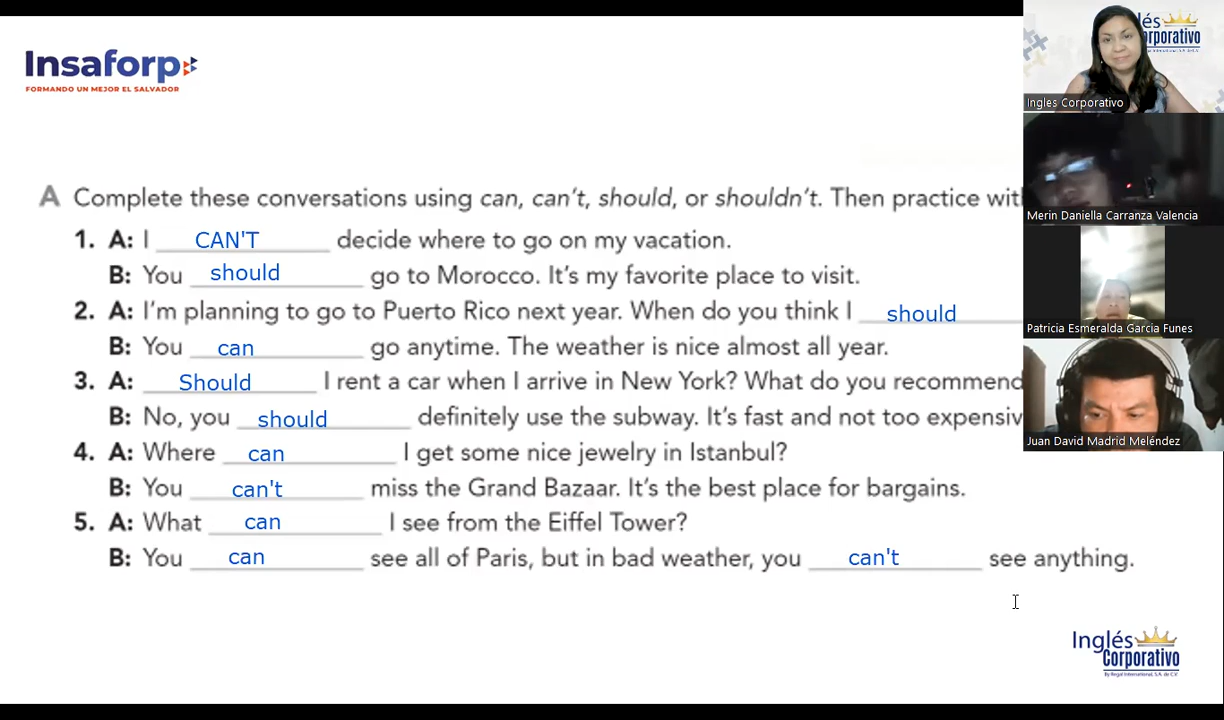 Insaforp
FORMANDO UN MEJOR EL SALVADOR
A Complete these conversations using can, can't, should, or shouldn't. Then practice wit
1. A: I CAN'T decide where to go on my vacation.
B: You should go to Morocco. It's my favorite place to visit.
2. A: I'm planning to go to Puerto Rico next year. When do you think I should
B: You can go anytime. The weather is nice almost all year.
3. A: Should I rent a car when I arrive in New York? What do you recommend
B: No, you should definitely use the subway. It's fast and not too expensiv
4. A: Where can I get some nice jewelry in Istanbul?
B: You can't miss the Grand Bazaar. It's the best place for bargains.
5. A: What can I see from the Eiffel Tower?
B: You can see all of Paris, but in bad weather, you can't see anything.
Inglés
Corporativo
By Regal International, S.A. de C.V.
lés
orporativo
Ingles Corporativo
Merin Daniella Carranza Valencia
Patricia Esmeralda Garcia Funes
Juan David Madrid Meléndez